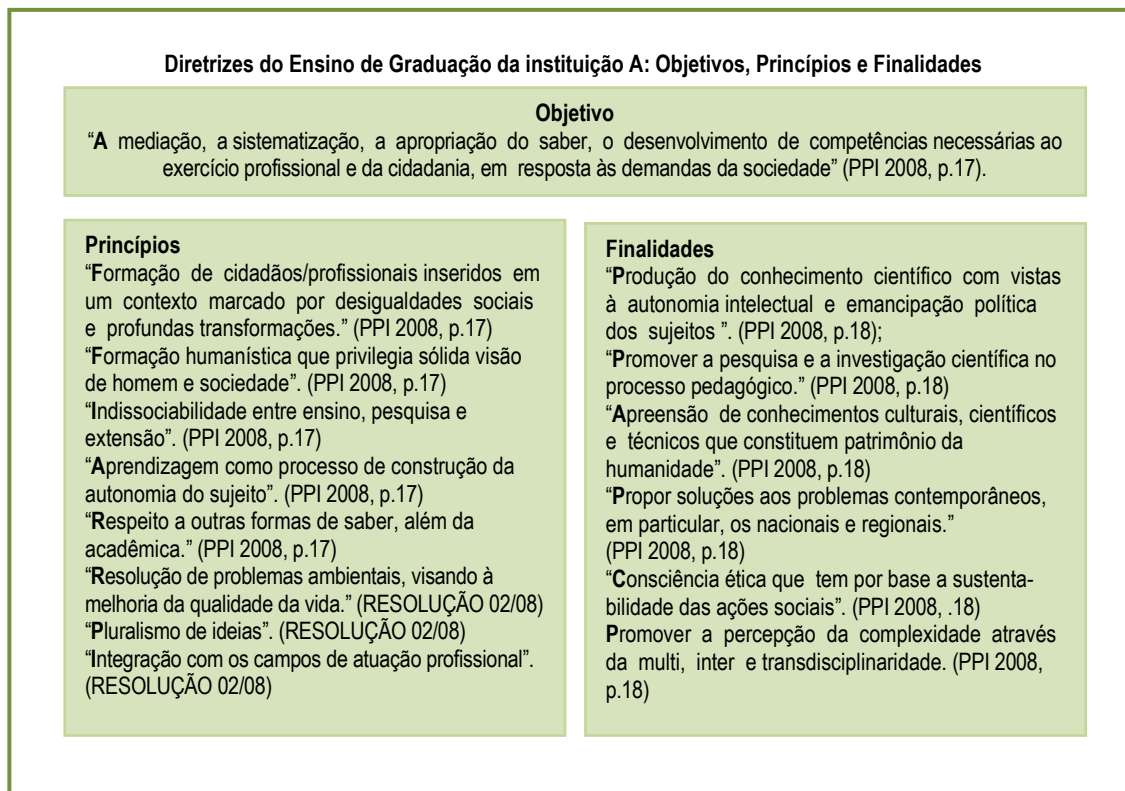 Diretrizes do Ensino de Graduação da instituição A: Objetivos, Princípios e Finalidades
Objetivo
“A mediação, a sistematização, a apropriação do saber, o desenvolvimento de competências necessárias ao
exercício profissional e da cidadania, em resposta às demandas da sociedade” (PPI 2008, p.17).
Princípios
“Formação de cidadãos/profissionais inseridos em
um contexto marcado por desigualdades sociais
e profundas transformações.” (PPI 2008, p.17)
“Formação humanística que privilegia sólida visão
de homem e sociedade”. (PPI 2008, p.17)
“Indissociabilidade entre ensino, pesquisa e
extensão”. (PPI 2008, p.17)
“Aprendizagem como processo de construção da
autonomia do sujeito”. (PPI 2008, p.17)
“Respeito a outras formas de saber, além da
acadêmica.” (PPI 2008, p.17)
“Resolução de problemas ambientais, visando à
melhoria da qualidade da vida.” (RESOLUÇÃO 02/08)
“Pluralismo de ideias”. (RESOLUÇÃO 02/08)
“Integração com os campos de atuação profissional”.
(RESOLUÇÃO 02/08)
Finalidades
“Produção do conhecimento científico com vistas
à autonomia intelectual e emancipação política
dos sujeitos ”. (PPI 2008, p.18);
“Promover a pesquisa e a investigação científica no
processo pedagógico.” (PPI 2008, p.18)
“Apreensão de conhecimentos culturais, científicos
e técnicos que constituem patrimônio da
humanidade”. (PPI 2008, p.18)
“Propor soluções aos problemas contemporâneos,
em particular, os nacionais e regionais.”
(PPI 2008, p.18)
“Consciência ética que tem por base a sustenta-
bilidade das ações sociais”. (PPI 2008, .18)
Promover a percepção da complexidade através
da multi, inter e transdisciplinaridade. (PPI 2008,
p.18)